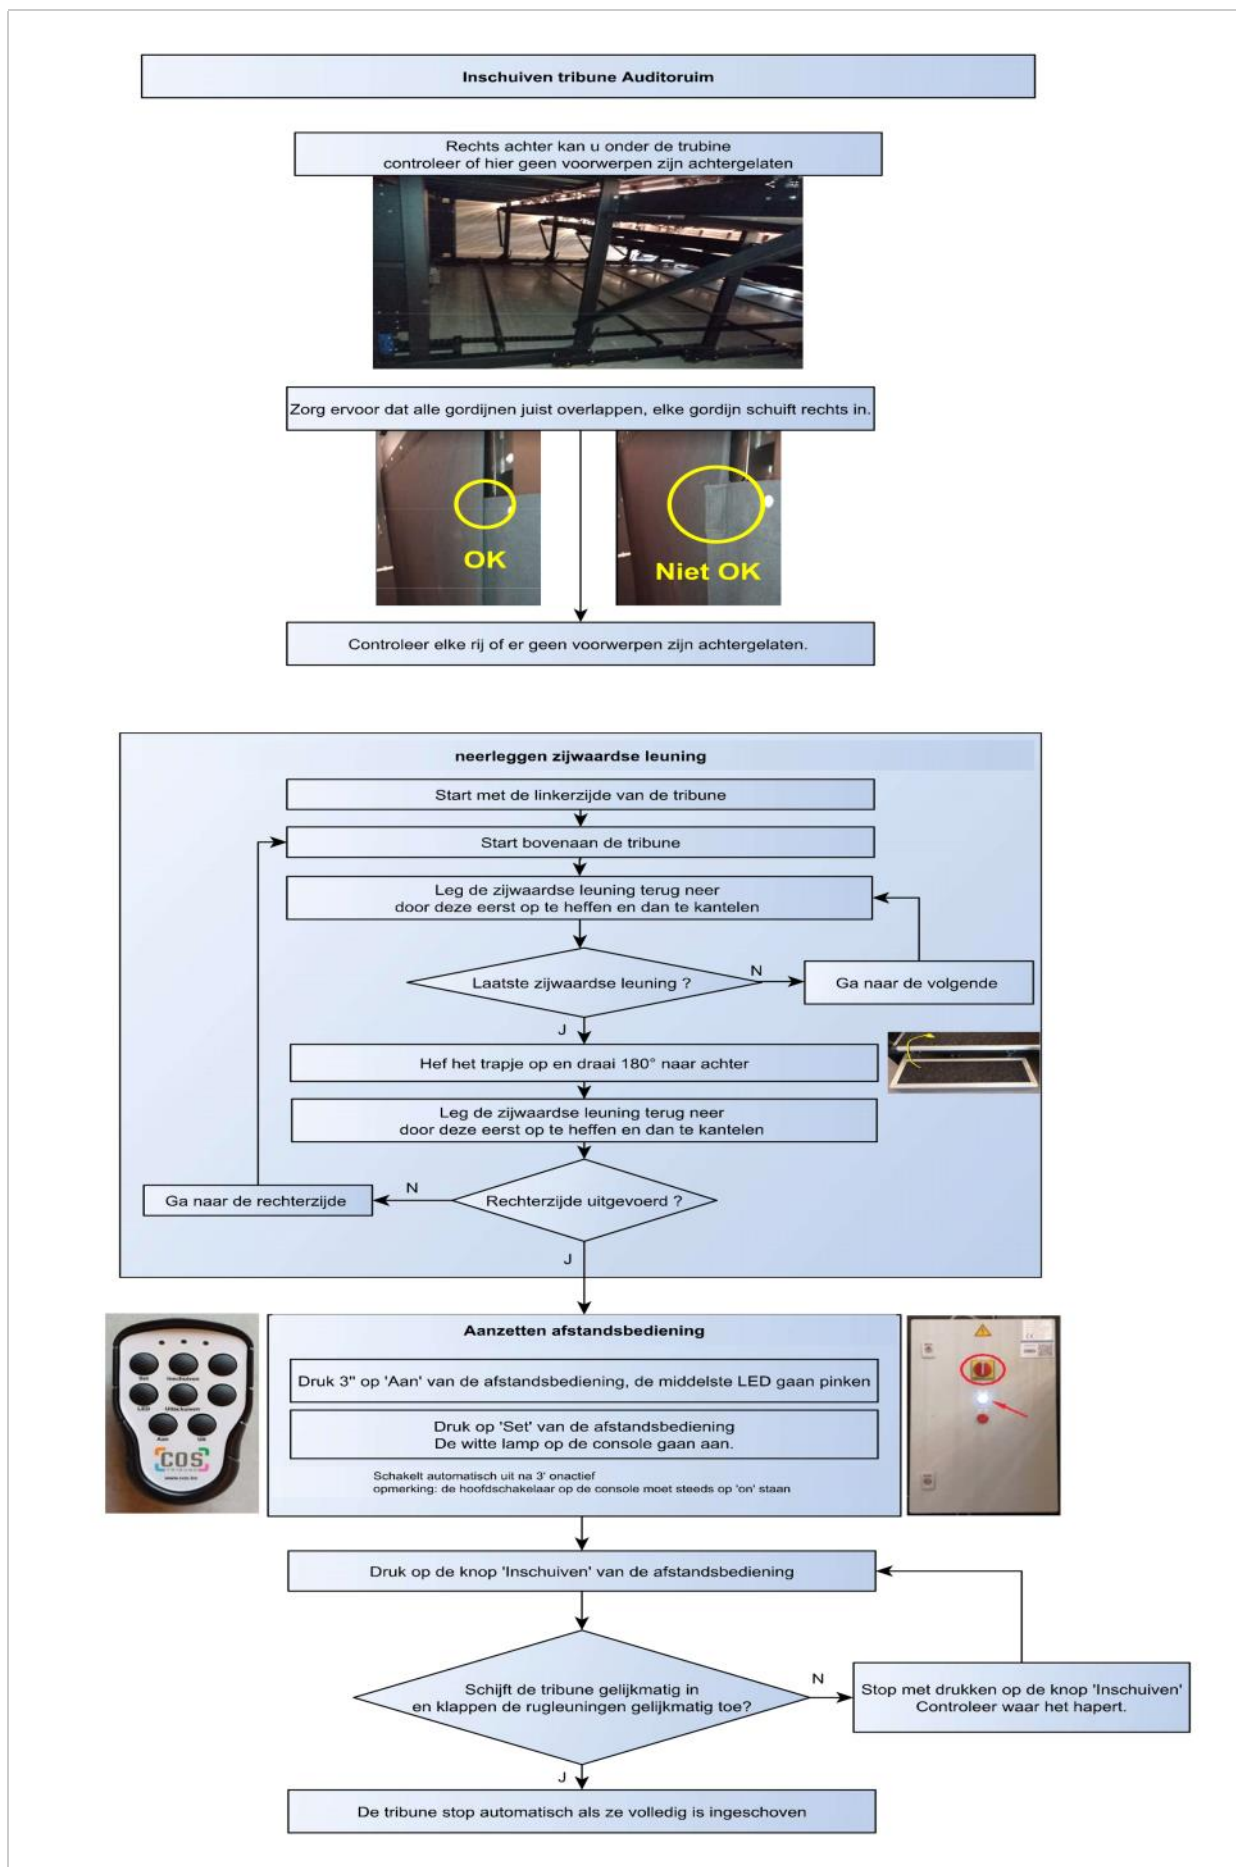 Inschuiven tribune Auditoruim
Rechts achter kan u onder de trubine
controleer of hier geen voorwerpen zijn achtergelaten
Zorg ervoor dat alle gordijnen juist overlappen, elke gordijn schuift rechts in.
OK
Niet OK
Controleer elke rij of er geen voorwerpen zijn achtergelaten.
neerleggen zijwaardse leuning
Start met de linkerzijde van de tribune
Start bovenaan de tribune
Leg de zijwaardse leuning terug neer
door deze eerst op te heffen en dan te kantelen
Laatste zijwaardse leuning ?
N
Ga naar de volgende
J
Hef het trapje op en draai 180° naar achter
Leg de zijwaardse leuning terug neer
door deze eerst op te heffen en dan te kantelen
Rechterzijde uitgevoerd ?
N
Ga naar de rechterzijde
J
Aanzetten afstandsbediening
Druk 3" op 'Aan' van de afstandsbediening, de middelste LED gaan pinken
Druk op 'Set' van de afstandsbediening
De witte lamp op de console gaan aan.
Schakelt automatisch uit na 3' onactief
opmerking: de hoofdschakelaar op de console moet steeds op 'on' staan
Set Inschuiven
LED Uitschuiven
Aan Uit
COS
TRIBUNE
www.cos.be
Druk op de knop 'Inschuiven' van de afstandsbediening
Schijft de tribune gelijkmatig in
en klappen de rugleuningen gelijkmatig toe?
N
Stop met drukken op de knop 'Inschuiven'
Controleer waar het hapert.
J
De tribune stop automatisch als ze volledig is ingeschoven